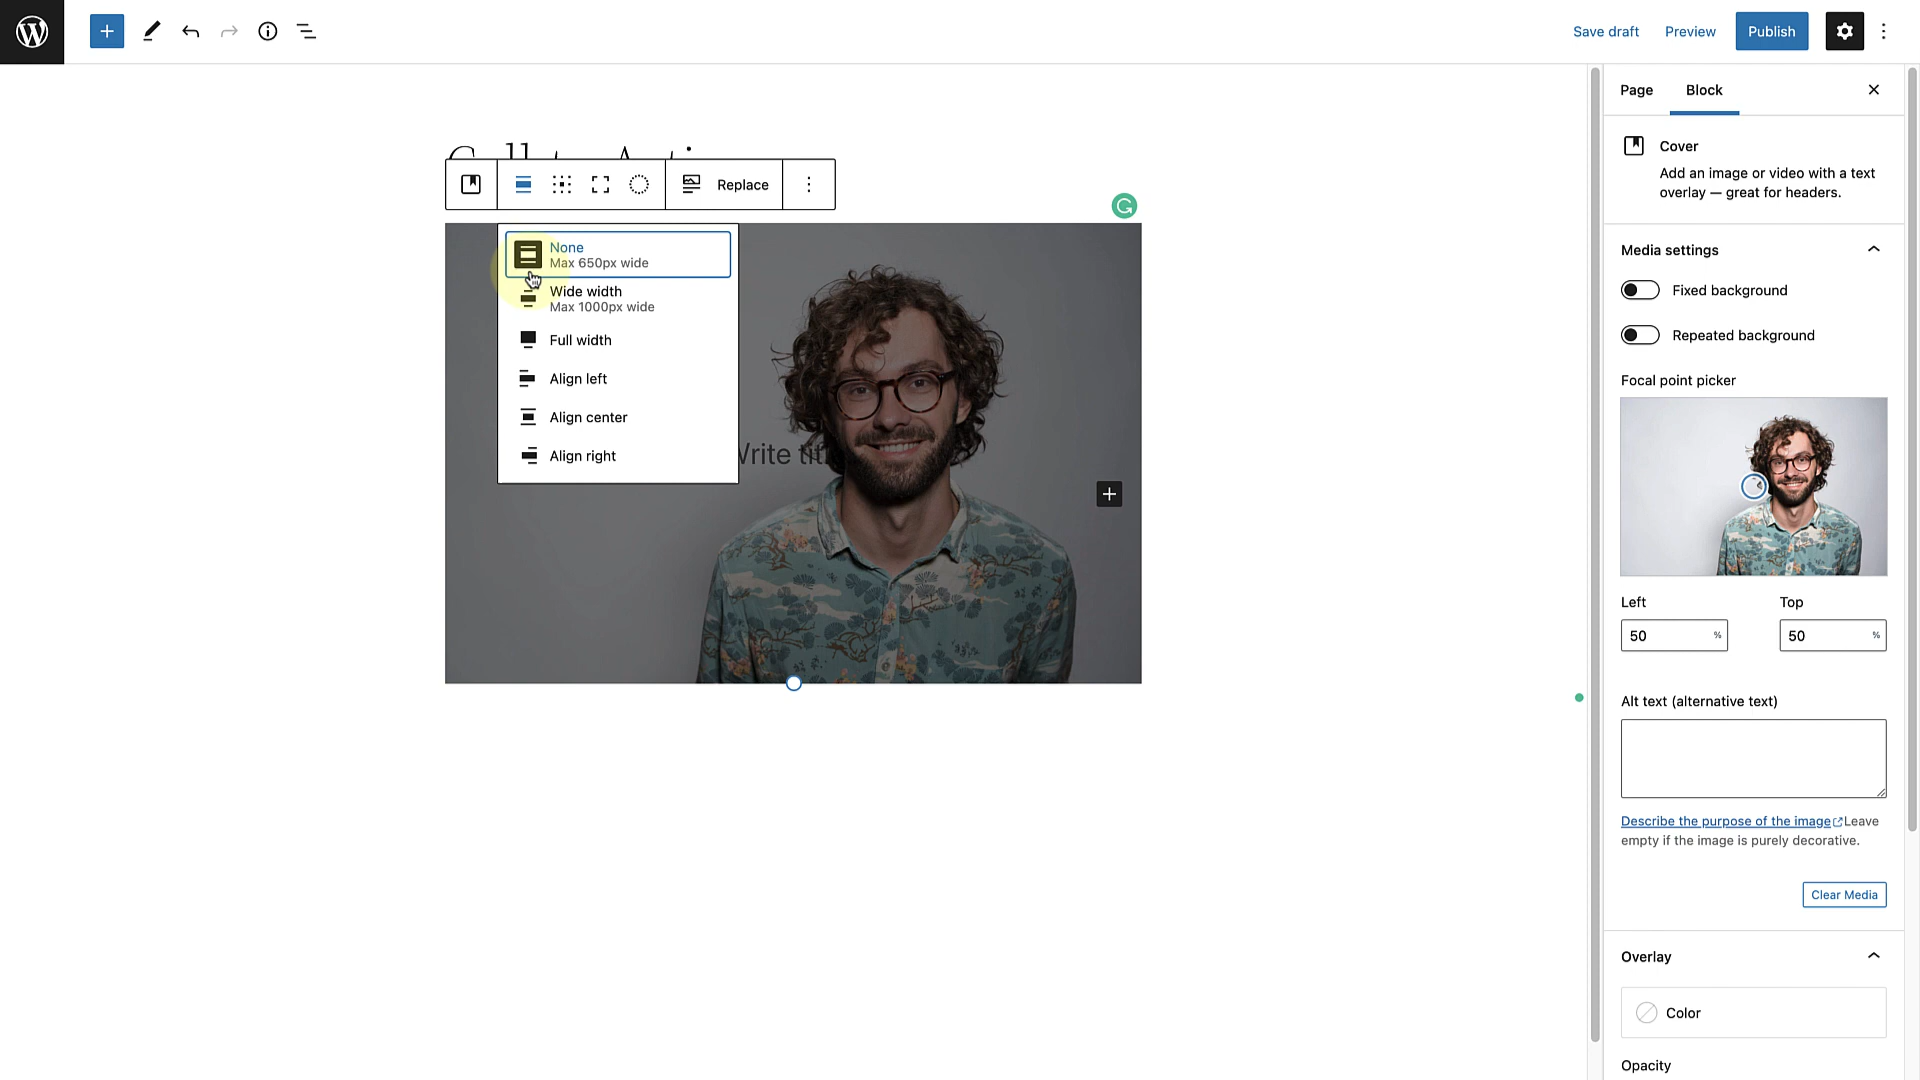 Save draft
Preview
Publish
Page
Block
Replace
Cover
Add an image or video with a text
overlay — great for headers.
None
Max 650px wide
Wide width
Max 1000px wide
Full width
Align left
Align center
Align right
Media settings
Fixed background
Repeated background
Focal point picker
Left
Top
50 %
50 %
Alt text (alternative text)
Describe the purpose of the image Leave
empty if the image is purely decorative.
Clear Media
Overlay
Color
Opacity